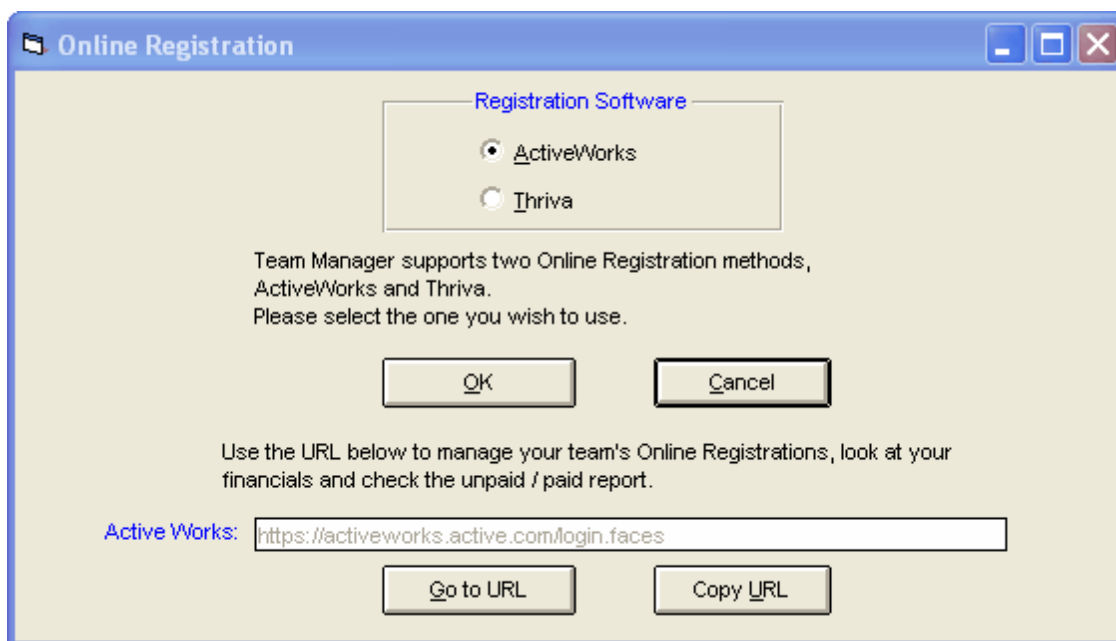 Online Registration
Registration Software
ActiveWorks
Thriva
Team Manager supports two Online Registration methods,
ActiveWorks and Thriva.
Please select the one you wish to use.
OK Cancel
Use the URL below to manage your team's Online Registrations, look at your
financials and check the unpaid / paid report.
Active Works: https://activeworks.active.com/login.faces
Go to URL Copy URL